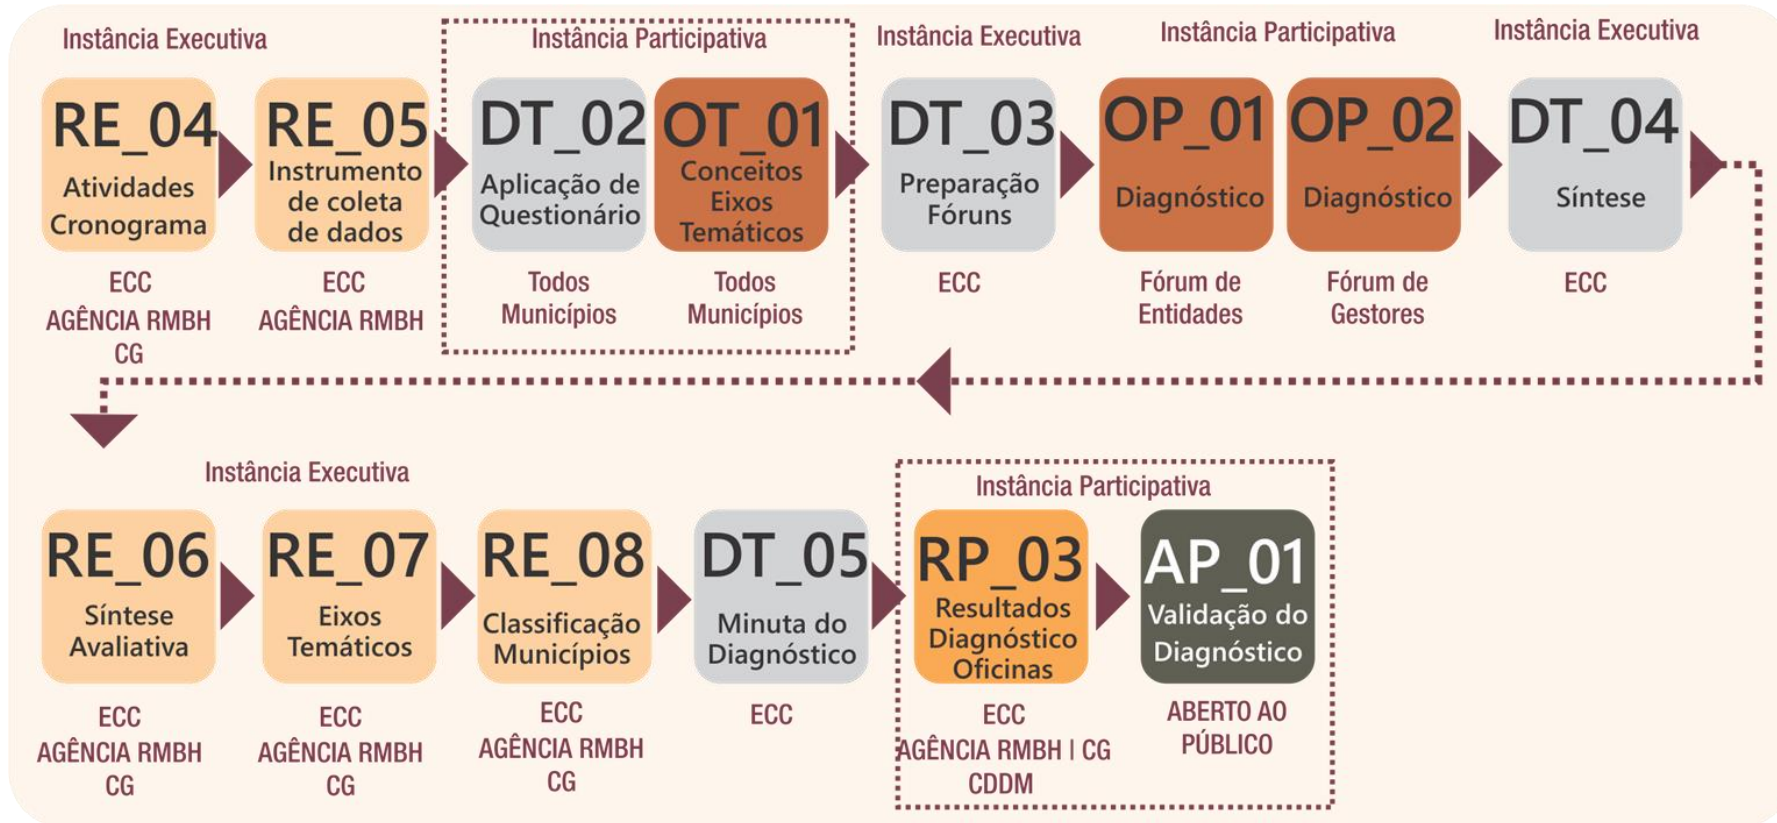 Instância Executiva
Instância Participativa
Instância Executiva
Instância Participativa
Instância Executiva
RE_04
Atividades
Cronograma
ECC
AGÊNCIA RMBH
CG
RE_05
Instrumento
de coleta
de dados
ECC
AGÊNCIA RMBH
DT_02
Aplicação de
Questionário
Todos
Municípios
OT_01
Conceitos
Eixos
Temáticos
Todos
Municípios
DT_03
Preparação
Fóruns
ECC
OP_01
Diagnóstico
Fórum de
Entidades
OP_02
Diagnóstico
Fórum de
Gestores
DT_04
Síntese
ECC
Instância Executiva
Instância Participativa
RE_06
Síntese
Avaliativa
ECC
AGÊNCIA RMBH
CG
RE_07
Eixos
Temáticos
ECC
AGÊNCIA RMBH
CG
RE_08
Classificação
Municípios
ECC
AGÊNCIA RMBH
CG
DT_05
Minuta do
Diagnóstico
ECC
RP_03
Resultados
Diagnóstico
Oficinas
ECC
AGÊNCIA RMBH | CG
CDDM
AP_01
Validação do
Diagnóstico
ABERTO AO
PÚBLICO